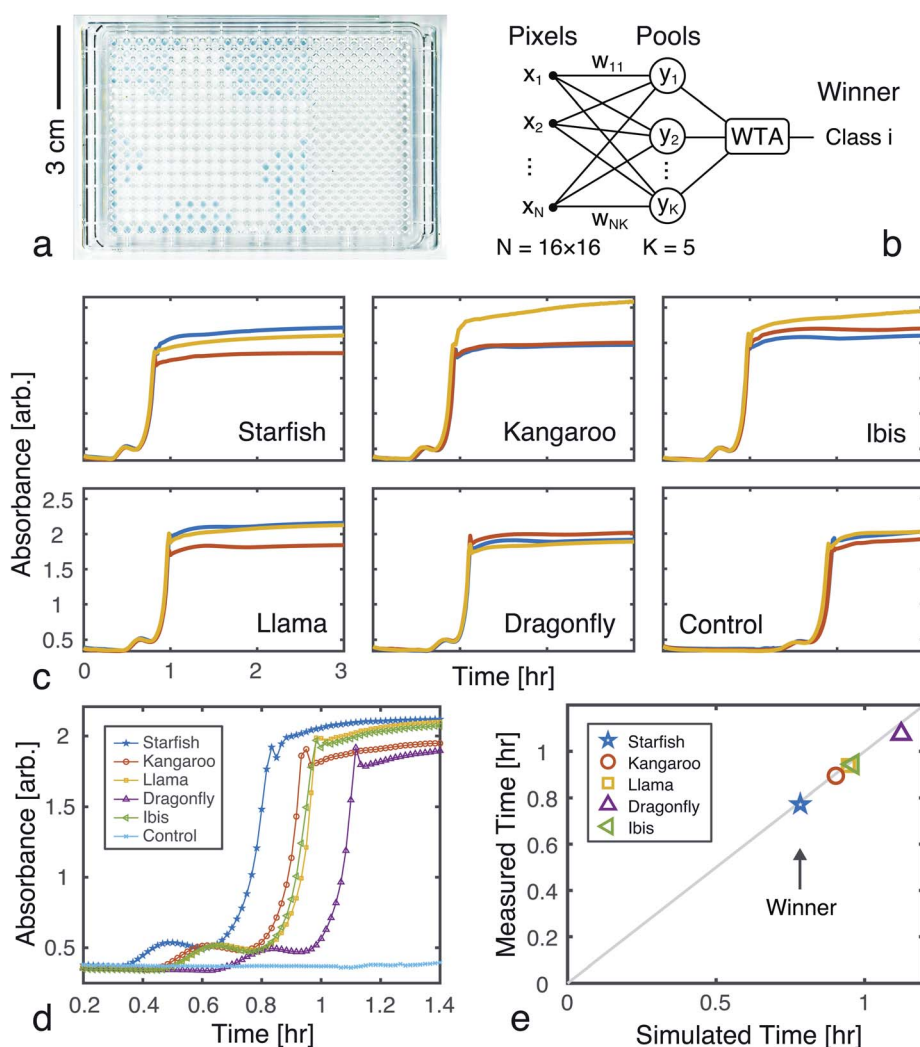 3 cm
a
Pixels
Pools
x1
x2
⋮
xN
w11
wNK
y1
y2
⋮
yK
WTA
Winner
Class i
N = 16×16
K = 5
b
Absorbance [arb.]
Starfish
Kangaroo
Ibis
2.5
2
1.5
1
0.5
Llama
Dragonfly
Control
0
1
2
3
Time [hr]
c
Absorbance [arb.]
2
1.5
1
0.5
Starfish
Kangaroo
Llama
Dragonfly
Ibis
Control
0.2
0.4
0.6
0.8
1
1.2
1.4
Time [hr]
d
Measured Time [hr]
1
0.8
0.6
0.4
0.2
0
Starfish
Kangaroo
Llama
Dragonfly
Ibis
Winner
0
0.5
1
Simulated Time [hr]
e